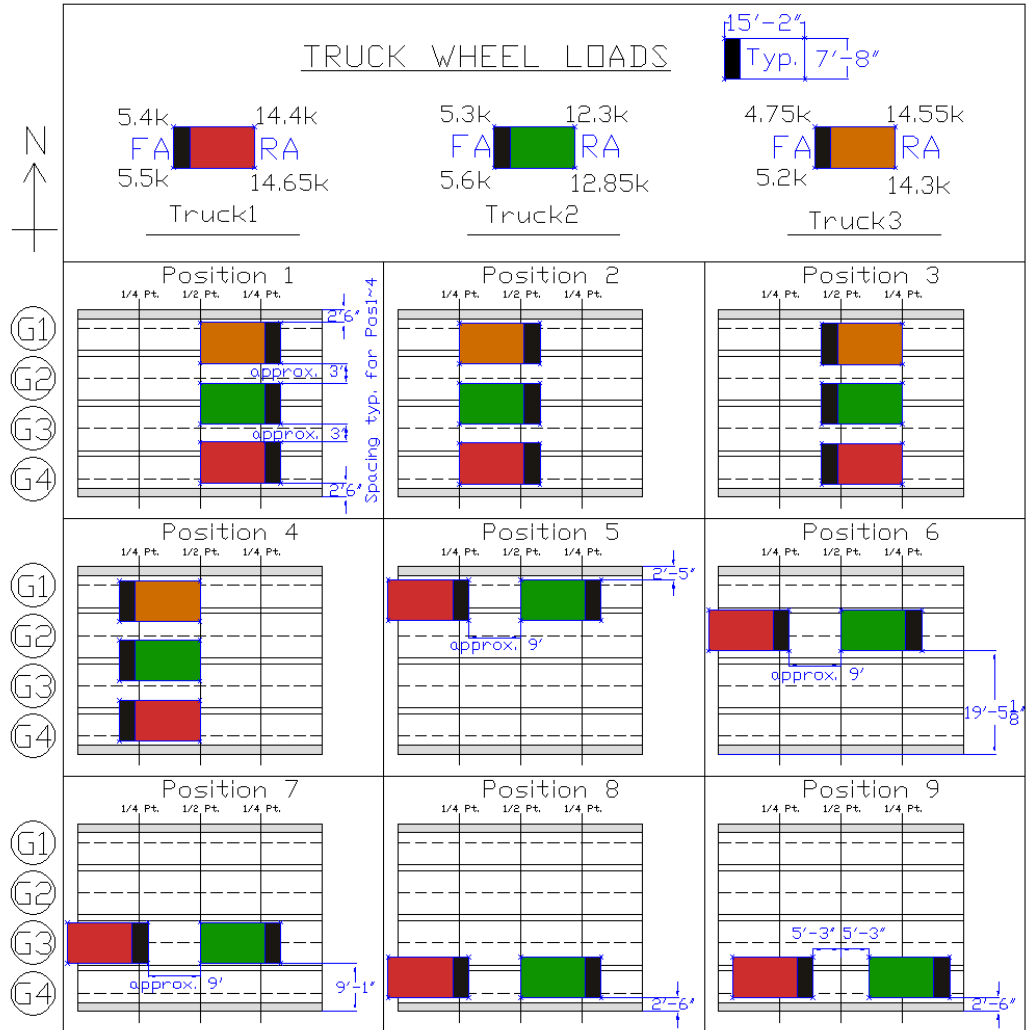 TRUCK WHEEL LOADS
15'-2"
Typ.
7'-8"
N
5.4k 14.4k
FA RA
5.5k 14.65k
Truck1
5.3k 12.3k
FA RA
5.6k 12.85k
Truck2
4.75k 14.55k
FA RA
5.2k 14.3k
Truck3
G1
G2
G3
G4
Position 1
1/4 Pt. 1/2 Pt. 1/4 Pt.
2'6"
approx. 3'
approx. 3'
2'6"
Spacing typ. for Pos1~4
Position 2
1/4 Pt. 1/2 Pt. 1/4 Pt.
Position 3
1/4 Pt. 1/2 Pt. 1/4 Pt.
G1
G2
G3
G4
Position 4
1/4 Pt. 1/2 Pt. 1/4 Pt.
Position 5
1/4 Pt. 1/2 Pt. 1/4 Pt.
2'-5"
approx. 9'
Position 6
1/4 Pt. 1/2 Pt. 1/4 Pt.
approx. 9'
19'-5 1/8"
G1
G2
G3
G4
Position 7
1/4 Pt. 1/2 Pt. 1/4 Pt.
approx. 9'
9'-1"
Position 8
1/4 Pt. 1/2 Pt. 1/4 Pt.
2'-6"
Position 9
1/4 Pt. 1/2 Pt. 1/4 Pt.
5'-3" 5'-3"
2'-6"